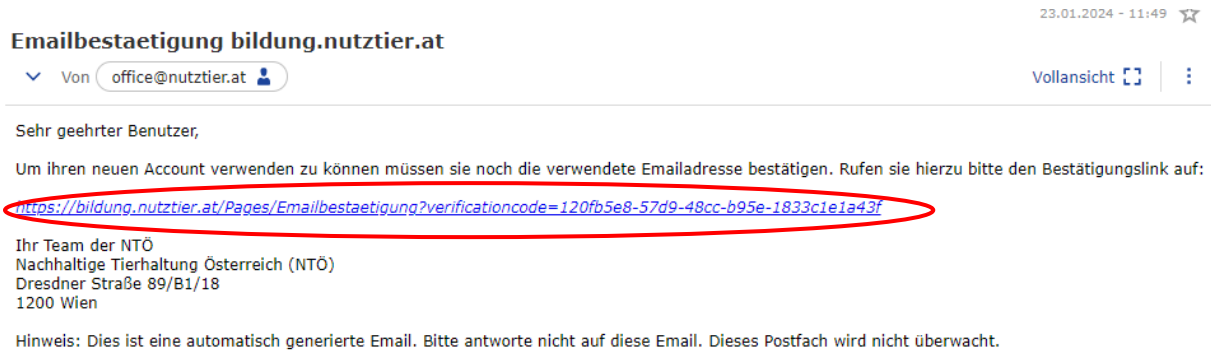 23.01.2024 - 11:49
Emailbestaetigung bildung.nutztier.at
Von office@nutztier.at
Vollansicht
Sehr geehrter Benutzer,
Um ihren neuen Account verwenden zu können müssen sie noch die verwendete Emailadresse bestätigen. Rufen sie hierzu bitte den Bestätigungslink auf:
https://bildung.nutztier.at/Pages/Emailbestaetigung?verificationcode=120fb5e8-57d9-48cc-b95e-1833c1e1a43f
Ihr Team der NTÖ
Nachhaltige Tierhaltung Österreich (NTÖ)
Dresdner Straße 89/B1/18
1200 Wien
Hinweis: Dies ist eine automatisch generierte Email. Bitte antworte nicht auf diese Email. Dieses Postfach wird nicht überwacht.